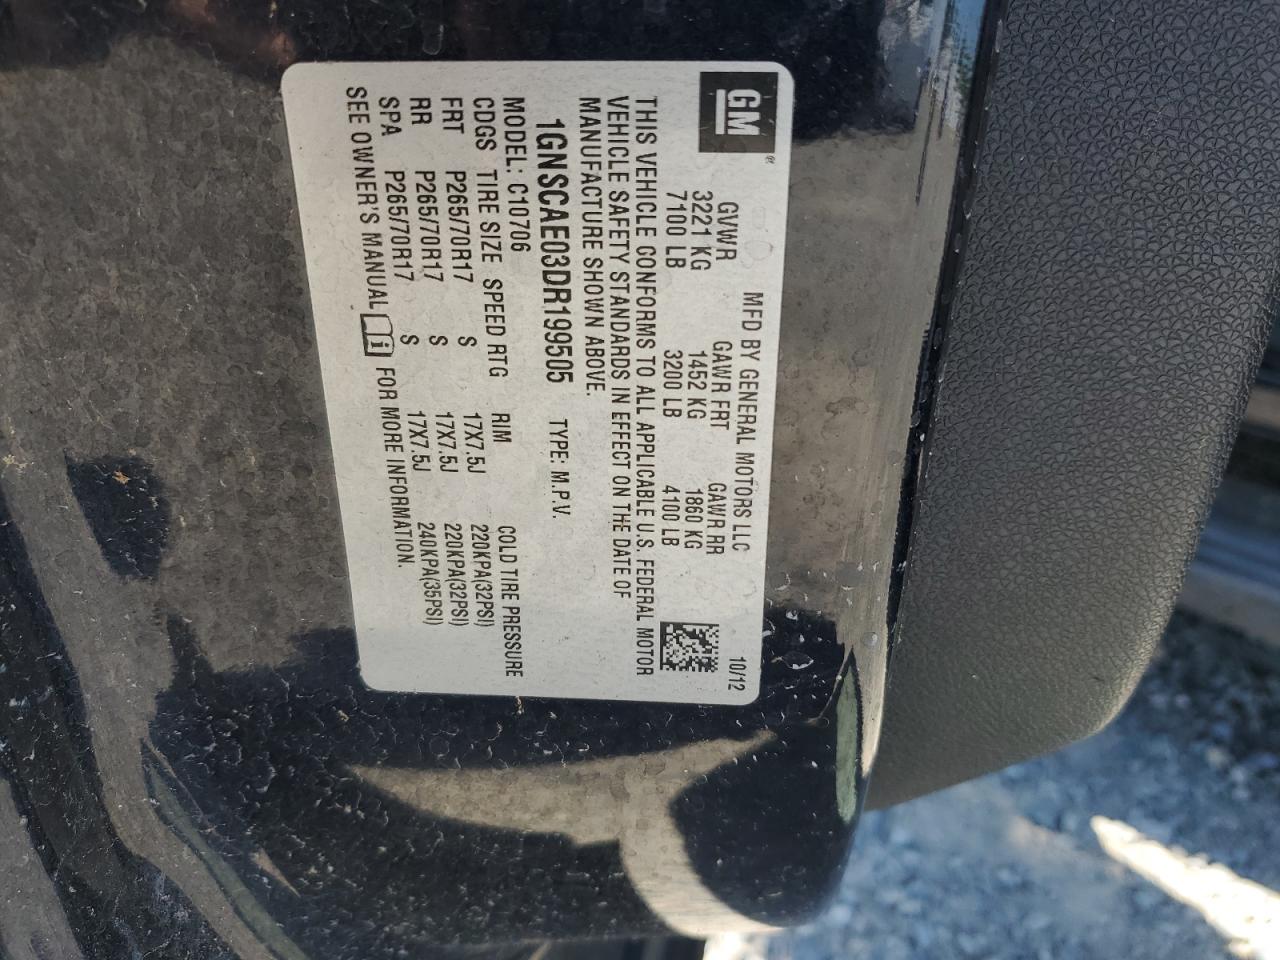 GM
MFD BY GENERAL MOTORS LLC 10/12
GVWR GAWR FRT GAWR RR
3221 KG 1452 KG 1860 KG
7100 LB 3200 LB 4100 LB
THIS VEHICLE CONFORMS TO ALL APPLICABLE U.S. FEDERAL MOTOR
VEHICLE SAFETY STANDARDS IN EFFECT ON THE DATE OF
MANUFACTURE SHOWN ABOVE.
1GNSCAE03DR199505 TYPE: M.P.V.
MODEL: C10706
CDGS TIRE SIZE SPEED RTG RIM COLD TIRE PRESSURE
FRT P265/70R17 S 17X7.5J 220KPA(32PSI)
RR P265/70R17 S 17X7.5J 220KPA(32PSI)
SPA P265/70R17 S 17X7.5J 240KPA(35PSI)
SEE OWNER'S MANUAL i FOR MORE INFORMATION.